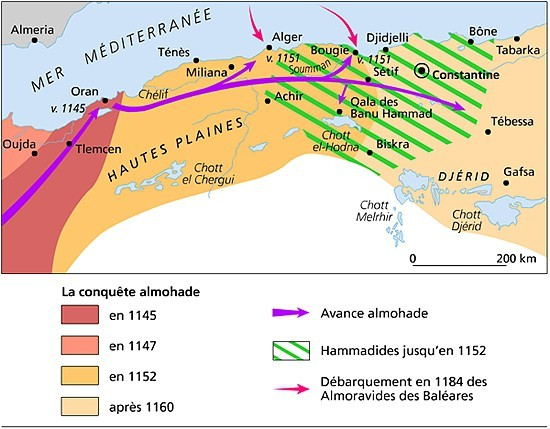 Almeria
MER MÉDITERRANÉE
Ténès
Alger
v. 1151
Bougie
v. 1151
Djidjelli
Bône
Tabarka
Miliana
Soumman
Sétif
Constantine
Oran
v. 1145
Chélif
Achir
Qala des
Banu Hammad
Tébessa
HAUTES PLAINES
Chott
el-Hodna
Biskra
Oujda
Tlemcen
Chott
el Chergui
DJÉRID
Gafsa
Chott
Melrhir
Chott
Djérid
0 200 km
La conquête almohade
en 1145
en 1147
en 1152
après 1160
Avance almohade
Hammadides jusqu'en 1152
Débarquement en 1184 des
Almoravides des Baléares